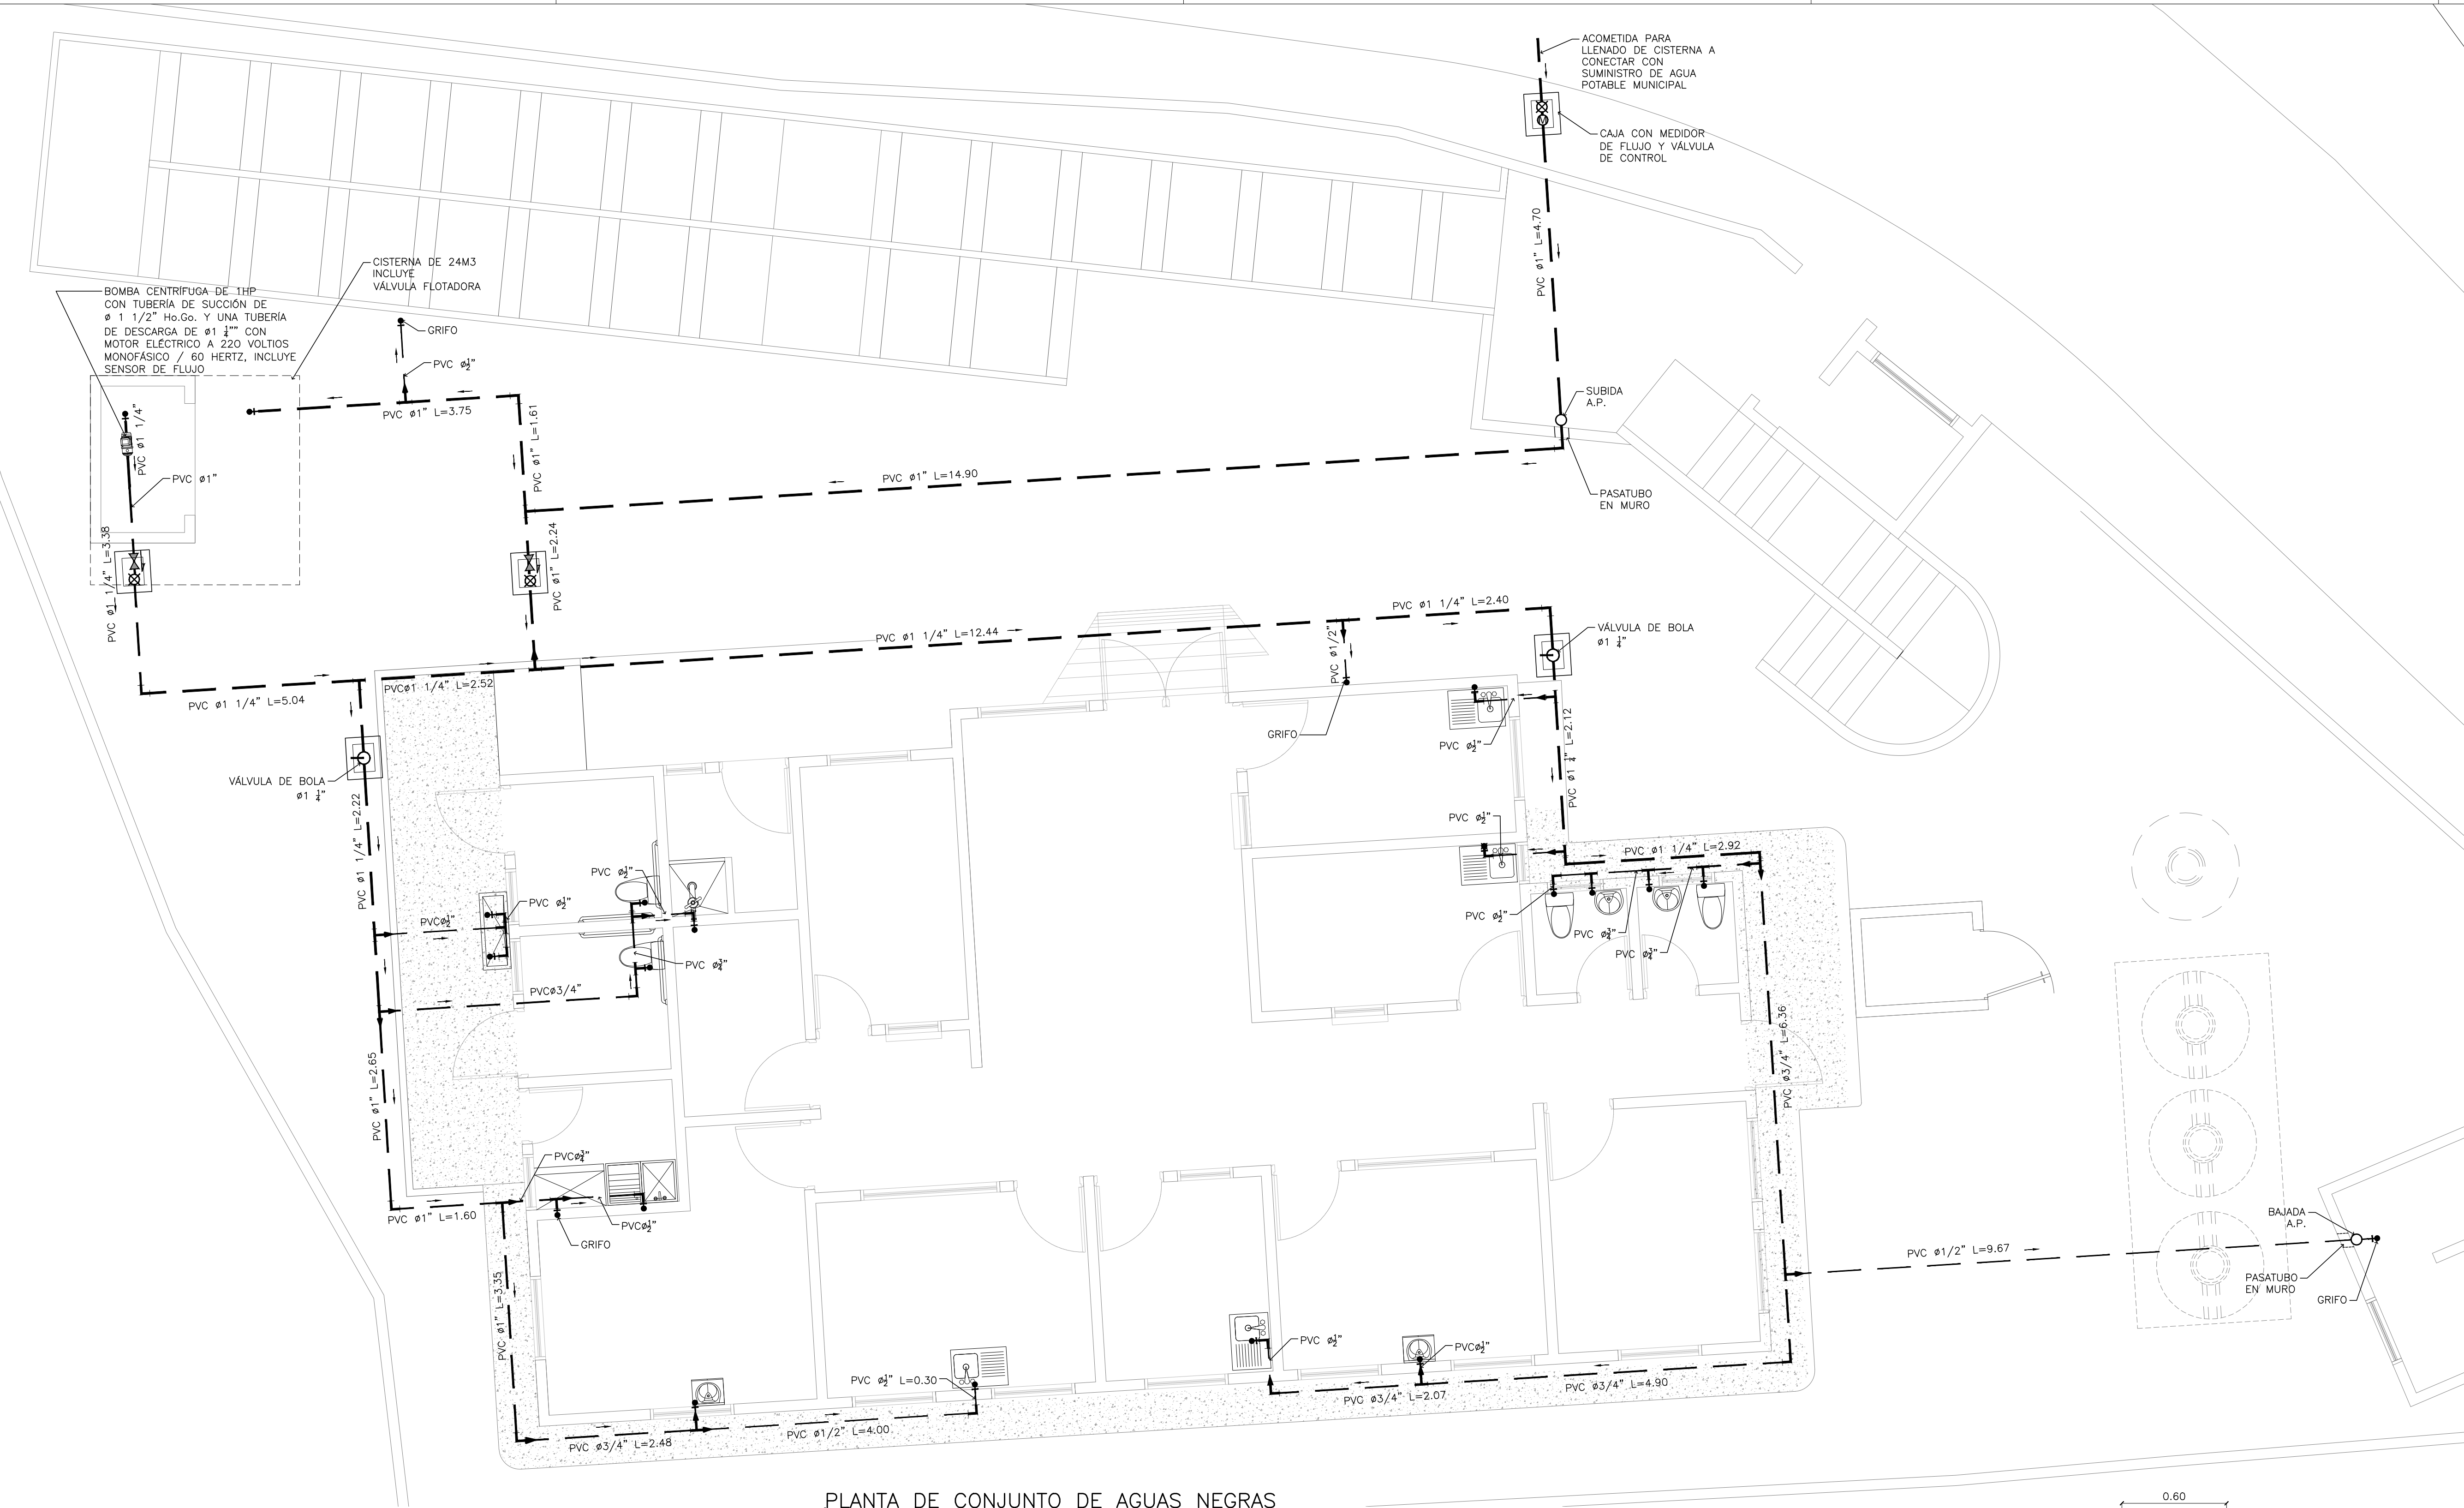 ACOMETIDA PARA
LLENADO DE CISTERNA A
CONECTAR CON
SUMINISTRO DE AGUA
POTABLE MUNICIPAL
CAJA CON MEDIDOR
DE FLUJO Y VÁLVULA
DE CONTROL
M
PVC ø1" L=4.70
CISTERNA DE 24M3
INCLUYE
VÁLVULA FLOTADORA
BOMBA CENTRÍFUGA DE 1HP
CON TUBERÍA DE SUCCIÓN DE
ø 1 1/2" Ho.Go. Y UNA TUBERÍA
DE DESCARGA DE ø1 1/4"" CON
MOTOR ELÉCTRICO A 220 VOLTIOS
MONOFÁSICO / 60 HERTZ, INCLUYE
SENSOR DE FLUJO
GRIFO
PVC ø1/2"
PVC ø1" L=3.75
PVC ø1" L=1.61
SUBIDA
A.P.
PVC ø1 1/4"
PVC ø1"
PVC ø1" L=14.90
PASATUBO
EN MURO
PVC ø1 1/4" L=3.38
PVC ø1" L=2.24
PVC ø1 1/4" L=2.40
PVC ø1 1/4" L=12.44
PVC ø1/2"
VÁLVULA DE BOLA
ø1 1/4"
PVCø1 1/4" L=2.52
PVC ø1 1/4" L=5.04
GRIFO
PVC ø1/2"
PVC ø1 1/4" L=2.12
VÁLVULA DE BOLA
ø1 1/4"
PVC ø1 1/4" L=2.22
PVC ø1/2"
PVC ø1 1/4" L=2.92
PVC ø1/2"
PVC ø1/2"
PVCø1/2"
PVC ø1/2"
PVC ø3/4"
PVC ø3/4"
PVC ø3/4"
PVCø3/4"
PVC ø1" L=2.65
PVC ø3/4" L=6.36
PVCø3/4"
PVC ø1" L=1.60
PVCø1/2"
GRIFO
BAJADA
A.P.
PVC ø1/2" L=9.67
PASATUBO
EN MURO
GRIFO
PVC ø1" L=3.35
PVC ø1/2"
PVCø1/2"
PVC ø1/2" L=0.30
PVC ø3/4" L=4.90
PVC ø3/4" L=2.07
PVC ø1/2" L=4.00
PVC ø3/4" L=2.48
PLANTA DE CONJUNTO DE AGUAS NEGRAS
0.60